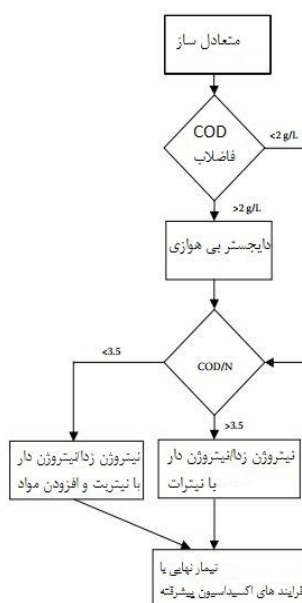 متعادل ساز
COD
فاضلاب
<2 g/L
>2 g/L
دایجستر بی هوازی
COD/N
<3.5
>3.5
نیتروژن زدا/نیتروژن دار
با نیتریت و افزودن مواد
نیتروژن زدا/نیتروژن دار
با نیترات
تیمار نهایی یا
فرایند های اکسیداسیون پیشرفته